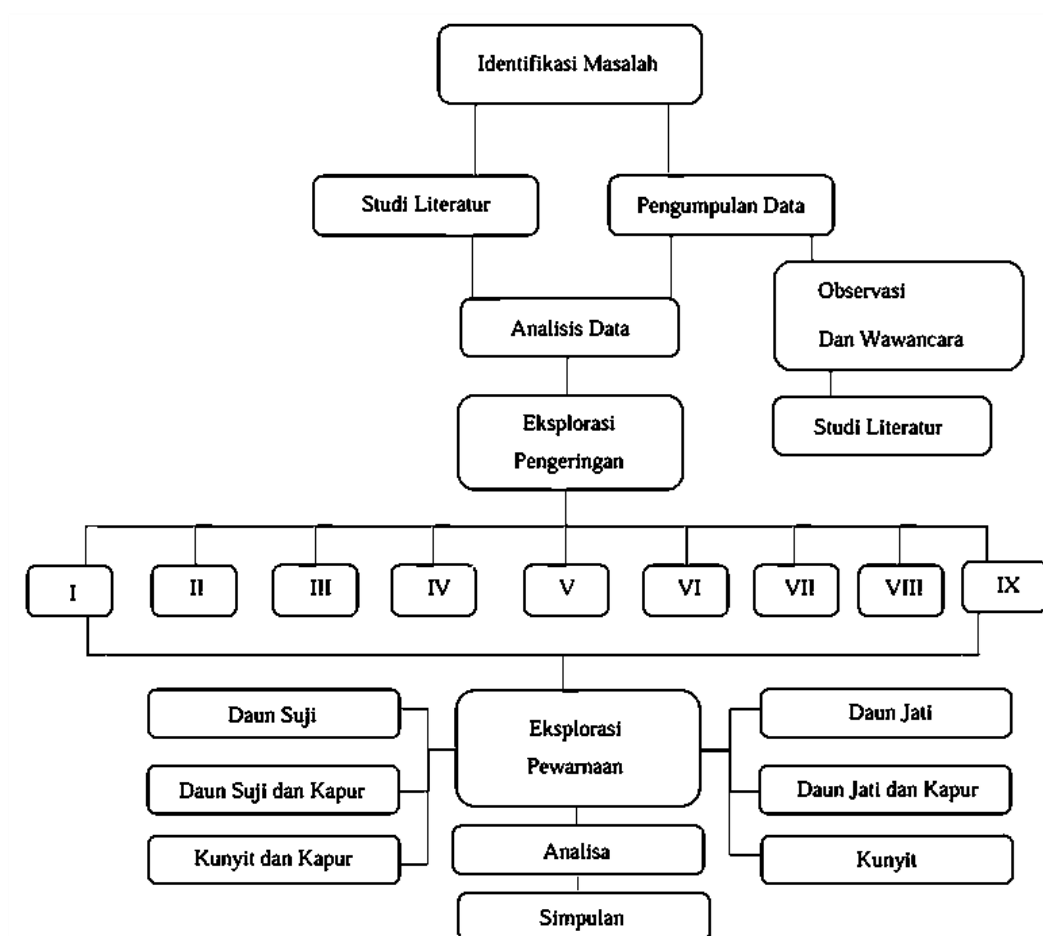 Identifikasi Masalah
Studi Literatur
Pengumpulan Data
Observasi
Dan Wawancara
Analisis Data
Studi Literatur
Eksplorasi
Pengeringan
I
II
III
IV
V
VI
VII
VIII
IX
Daun Suji
Eksplorasi
Pewarnaan
Daun Jati
Daun Suji dan Kapur
Daun Jati dan Kapur
Kunyit dan Kapur
Analisa
Kunyit
Simpulan